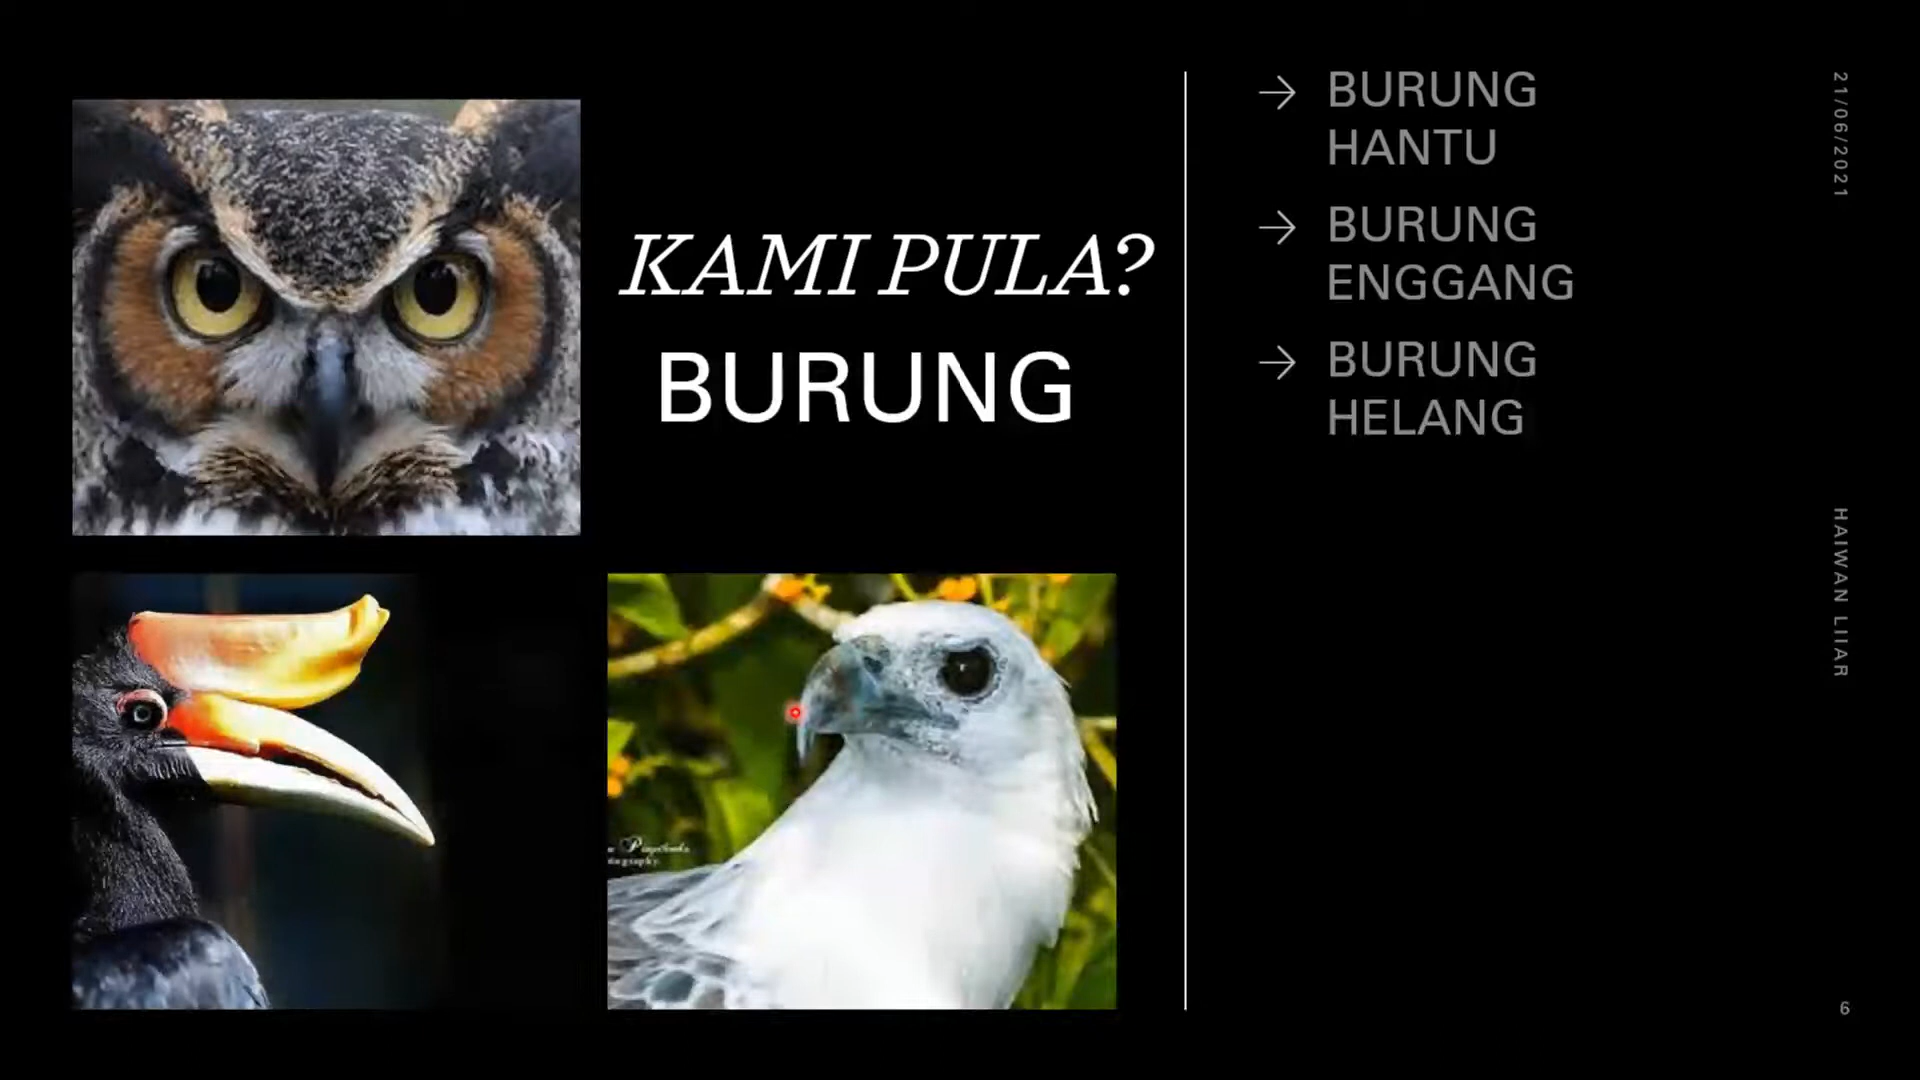 KAMI PULA?
BURUNG
→ BURUNG
HANTU
→ BURUNG
ENGGANG
→ BURUNG
HELANG
21/06/2021
HAIWAN LIIAR
6